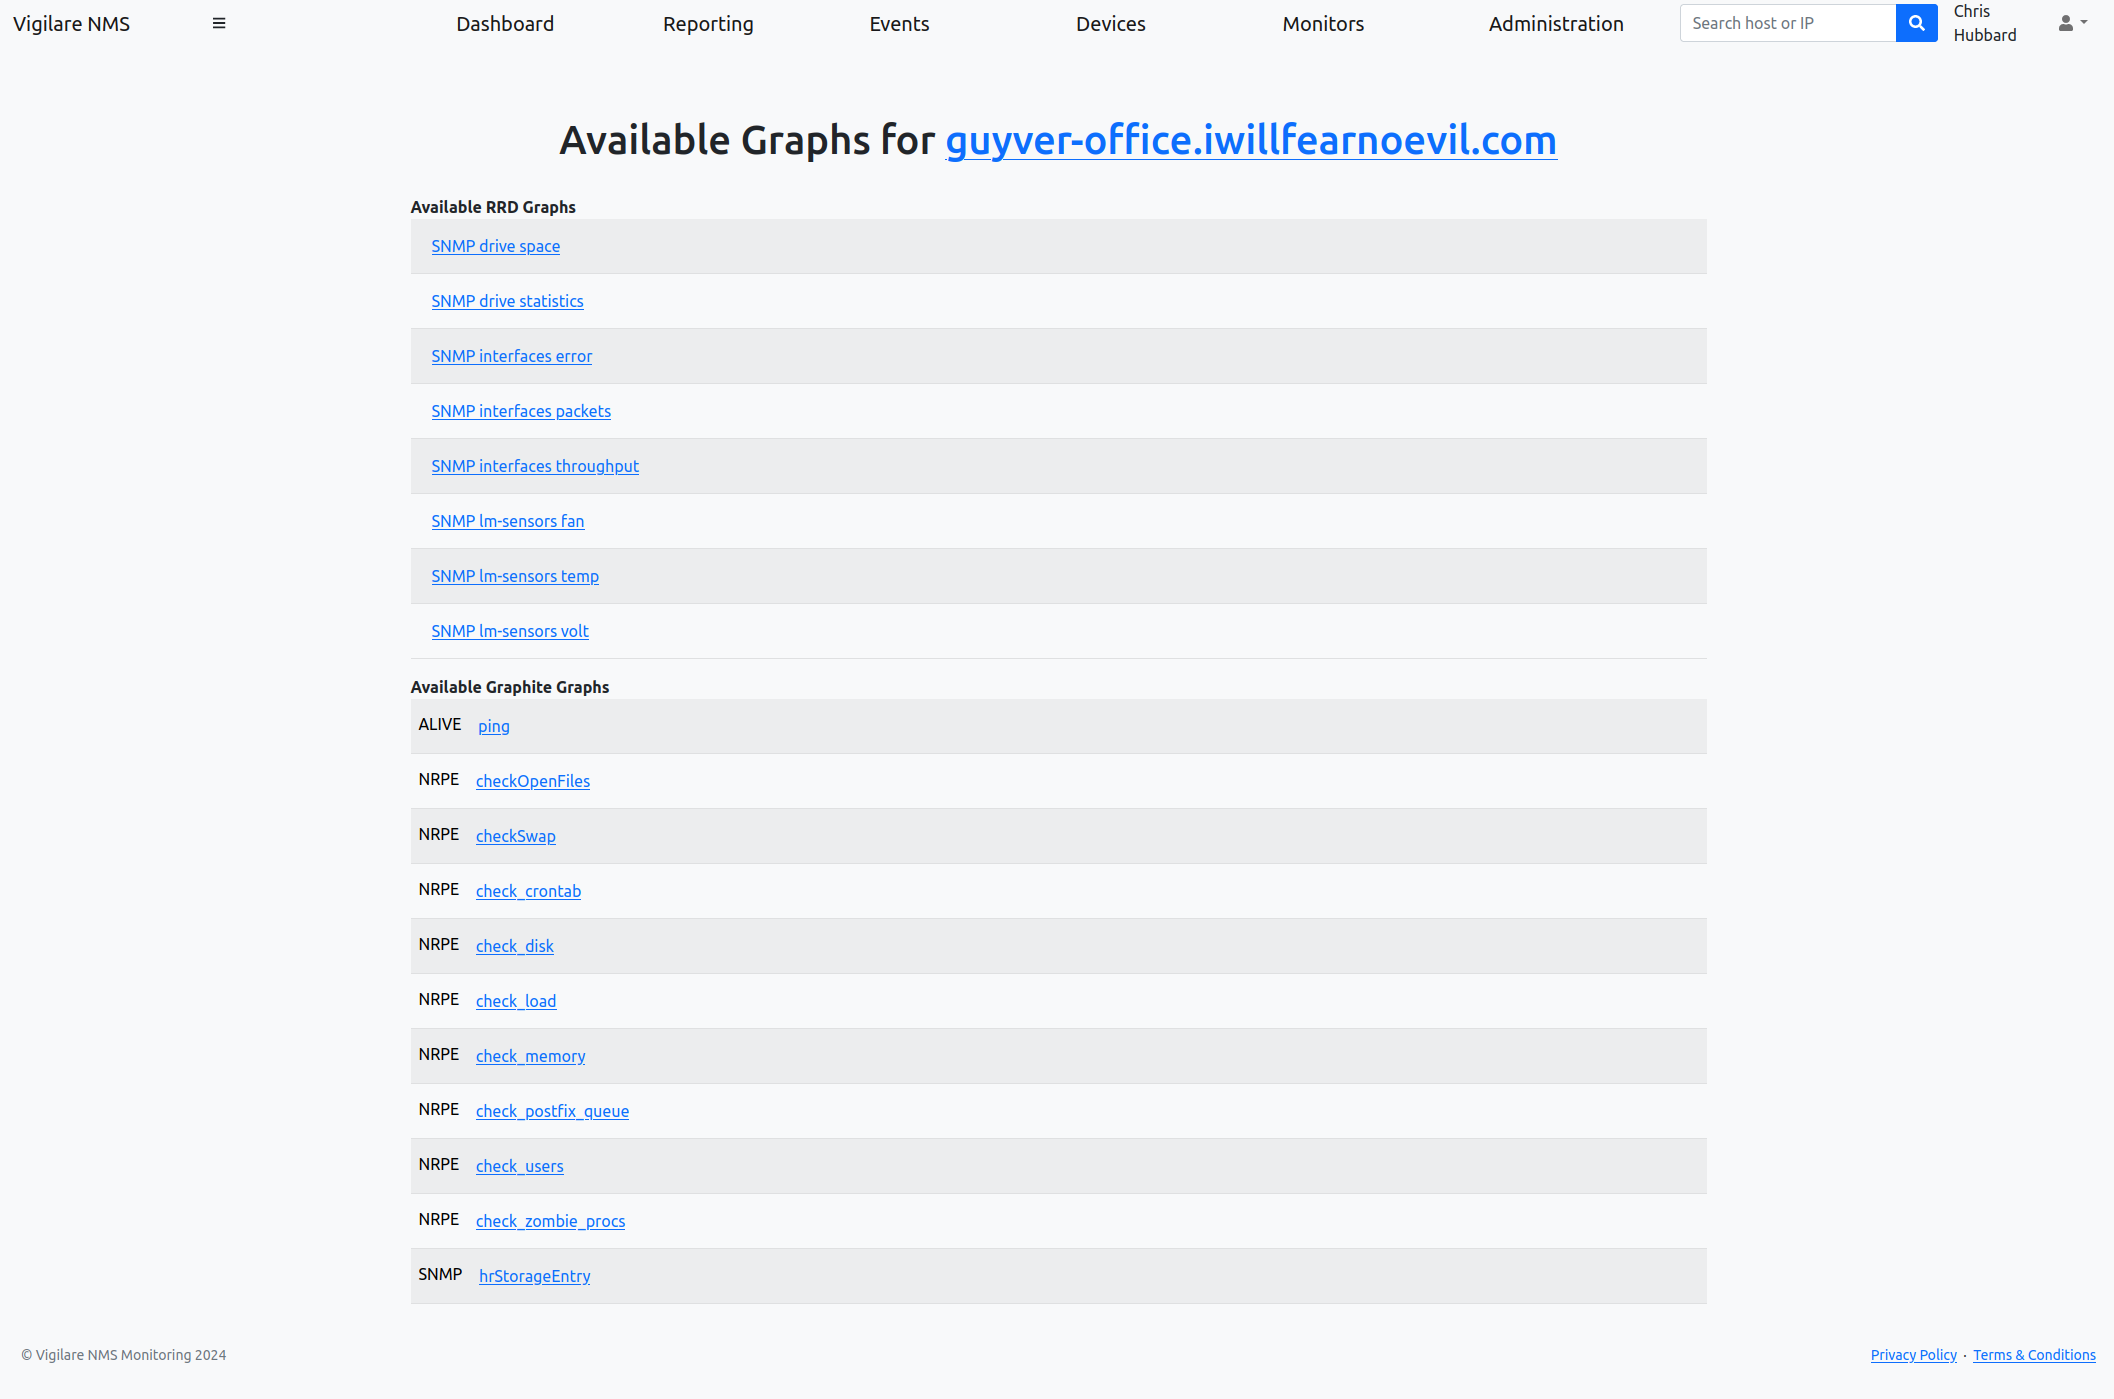 Vigilare NMS
Dashboard
Reporting
Events
Devices
Monitors
Administration
Search host or IP
Chris
Hubbard
Available Graphs for guyver-office.iwillfearnoevil.com
Available RRD Graphs
SNMP drive space
SNMP drive statistics
SNMP interfaces error
SNMP interfaces packets
SNMP interfaces throughput
SNMP lm-sensors fan
SNMP lm-sensors temp
SNMP lm-sensors volt
Available Graphite Graphs
ALIVE ping
NRPE checkOpenFiles
NRPE checkSwap
NRPE check_crontab
NRPE check_disk
NRPE check_load
NRPE check_memory
NRPE check_postfix_queue
NRPE check_users
NRPE check_zombie_procs
SNMP hrStorageEntry
© Vigilare NMS Monitoring 2024
Privacy Policy · Terms & Conditions